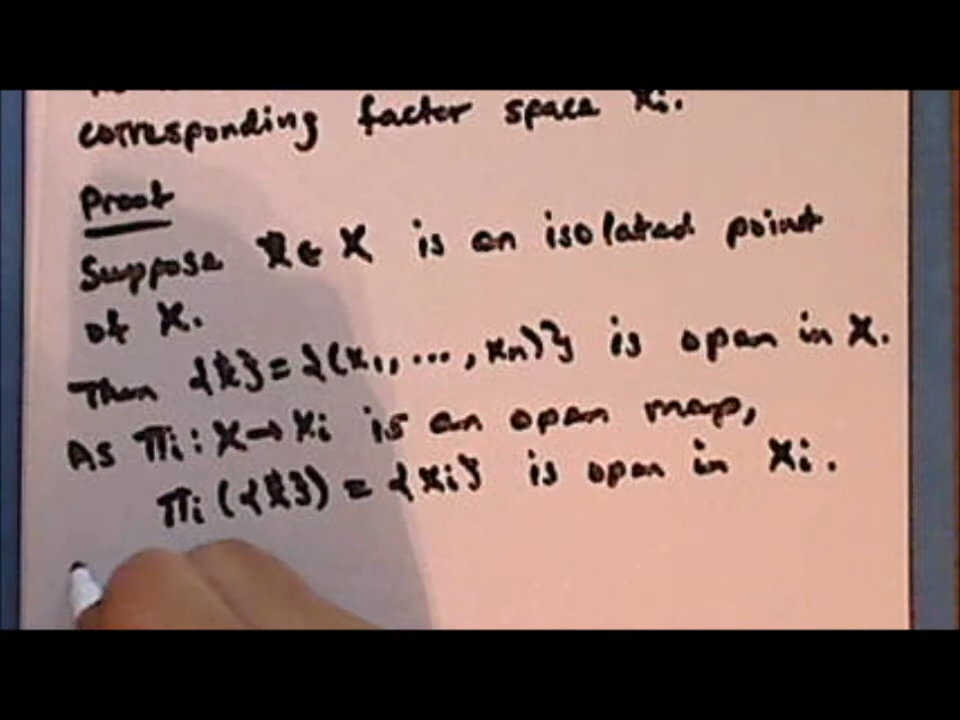 corresponding factor space Xi.
Proof
Suppose x ∈ X is an isolated point
of X.
Then {x} = {(x1, ..., xn)} is open in X.
As πi : X → Xi is an open map,
πi ({x}) = {xi} is open in Xi.